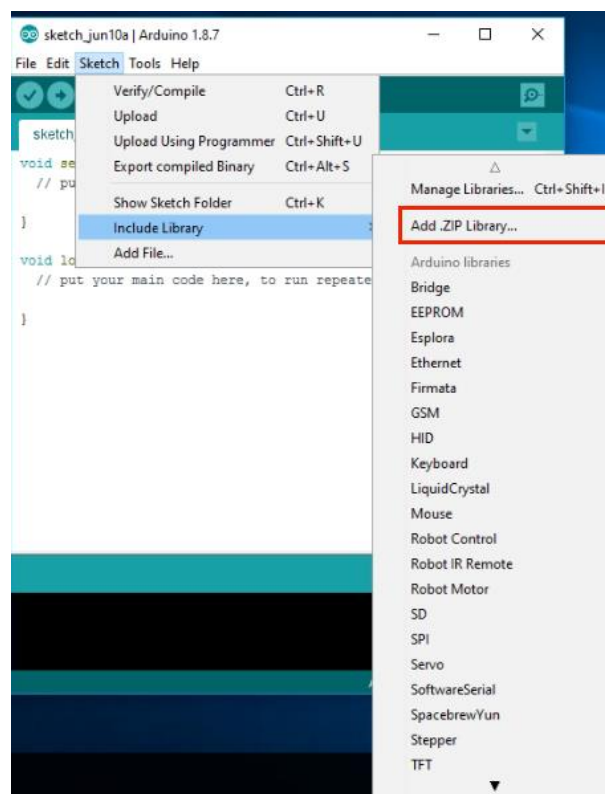 sketch_jun10a | Arduino 1.8.7
File Edit Sketch Tools Help
Verify/Compile Ctrl+R
Upload Ctrl+U
Upload Using Programmer Ctrl+Shift+U
Export compiled Binary Ctrl+Alt+S
Show Sketch Folder Ctrl+K
Include Library
Add File...
sketch
void se
// pu
}
void lo
// put your main code here, to run repeate
}
Manage Libraries... Ctrl+Shift+I
Add .ZIP Library...
Arduino libraries
Bridge
EEPROM
Esplora
Ethernet
Firmata
GSM
HID
Keyboard
LiquidCrystal
Mouse
Robot Control
Robot IR Remote
Robot Motor
SD
SPI
Servo
SoftwareSerial
SpacebrewYun
Stepper
TFT